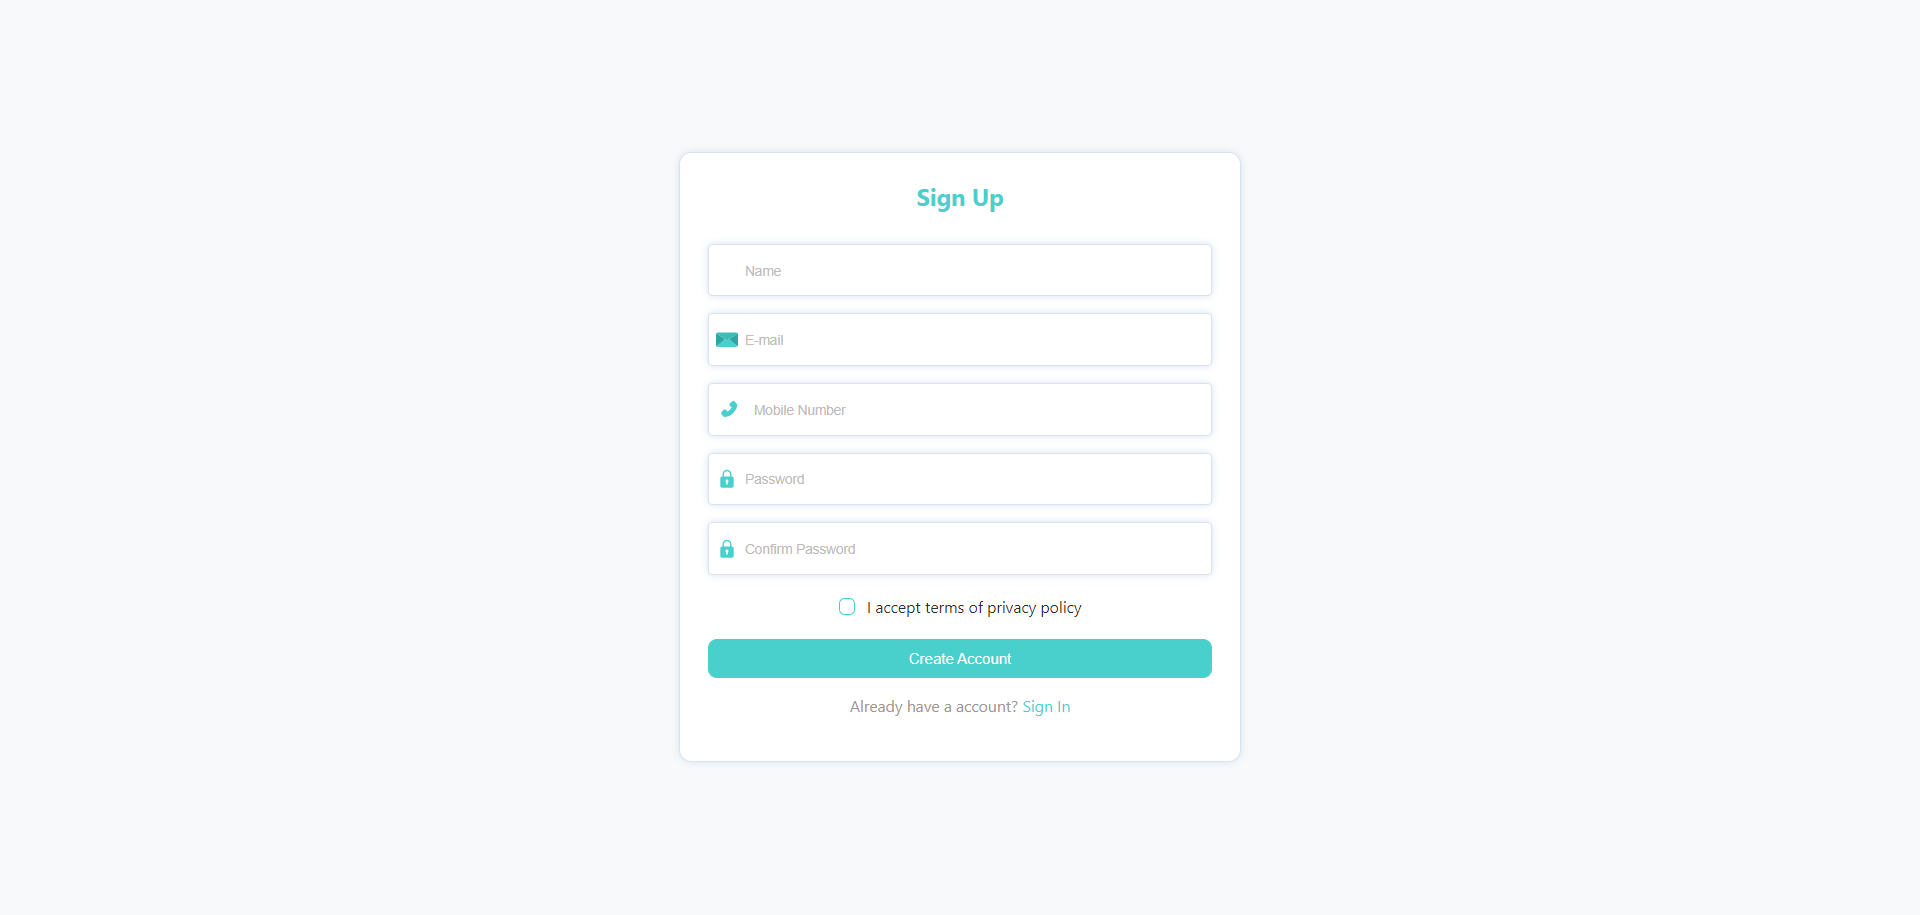 Sign Up
Name
E-mail
Mobile Number
Password
Confirm Password
I accept terms of privacy policy
Create Account
Already have a account? Sign In